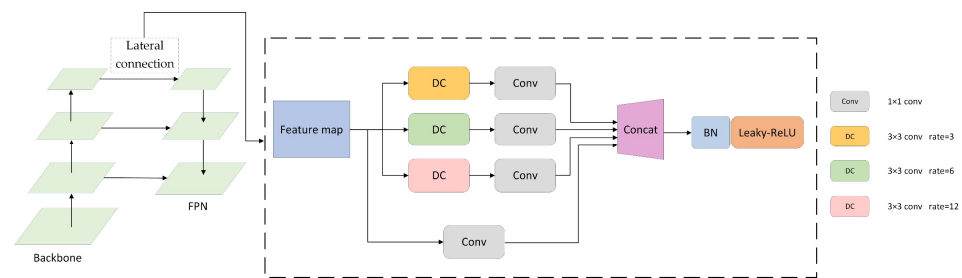 Lateral
connection
Backbone
FPN
Feature map
DC
Conv
DC
Conv
DC
Conv
Conv
Concat
BN
Leaky-ReLU
Conv 1×1 conv
DC 3×3 conv rate=3
DC 3×3 conv rate=6
DC 3×3 conv rate=12